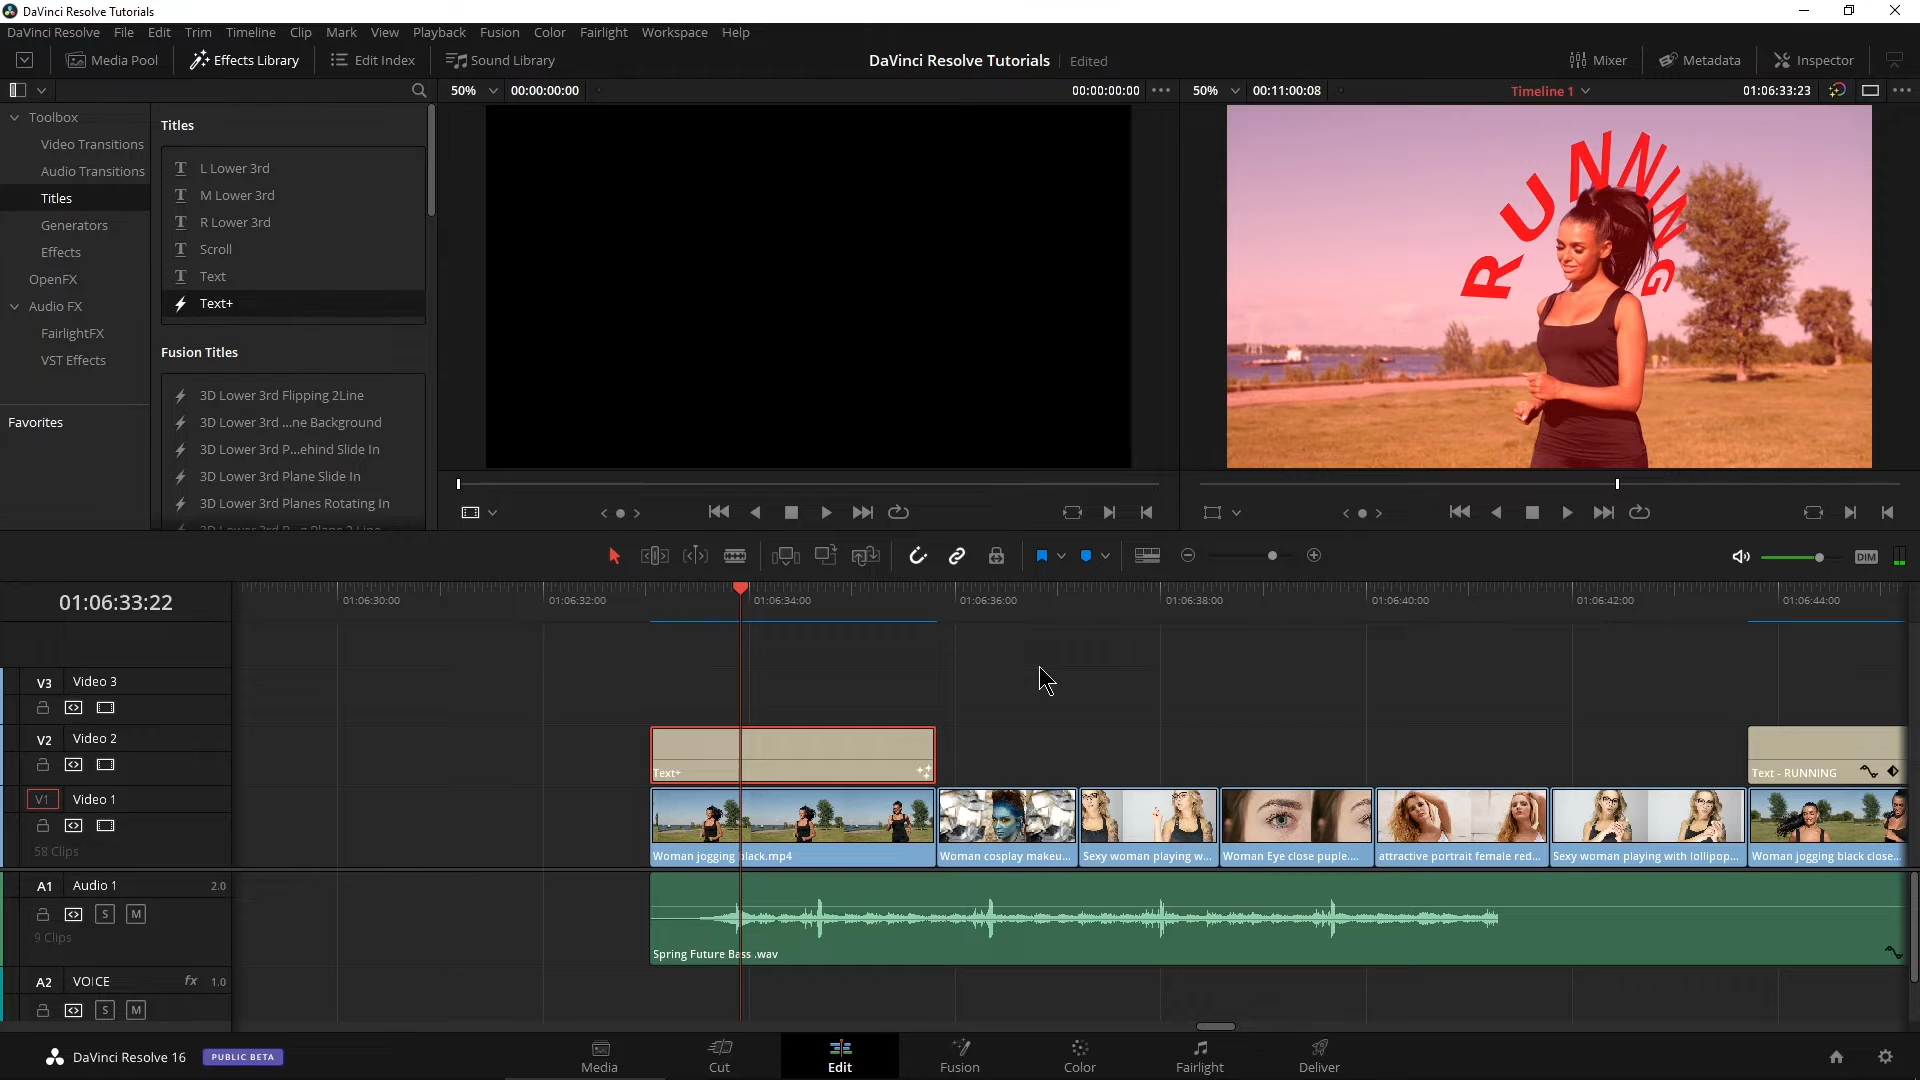 DaVinci Resolve Tutorials
DaVinci Resolve File Edit Trim Timeline Clip Mark View Playback Fusion Color Fairlight Workspace Help
Media Pool Effects Library Edit Index Sound Library DaVinci Resolve Tutorials Edited Mixer Metadata Inspector
50% 00:00:00:00 00:00:00:00 50% 00:11:00:08 Timeline 1 01:06:33:23
Toolbox
Video Transitions
Audio Transitions
Titles
Generators
Effects
OpenFX
Audio FX
FairlightFX
VST Effects
Favorites
Titles
L Lower 3rd
M Lower 3rd
R Lower 3rd
Scroll
Text
Text+
Fusion Titles
3D Lower 3rd Flipping 2Line
3D Lower 3rd ...ne Background
3D Lower 3rd P...ehind Slide In
3D Lower 3rd Plane Slide In
3D Lower 3rd Planes Rotating In
RUNNING
DIM
01:06:33:22
01:06:30:00 01:06:32:00 01:06:34:00 01:06:36:00 01:06:38:00 01:06:40:00 01:06:42:00 01:06:44:00
V3 Video 3
V2 Video 2
Text+
Text - RUNNING
V1 Video 1
58 Clips
Woman jogging black.mp4
Woman cosplay makeu...
Sexy woman playing w...
Woman Eye close puple....
attractive portrait female red...
Sexy woman playing with lollipop...
Woman jogging black close...
A1 Audio 1 2.0
S M
9 Clips
Spring Future Bass .wav
A2 VOICE fx 1.0
S M
DaVinci Resolve 16 PUBLIC BETA
Media Cut Edit Fusion Color Fairlight Deliver